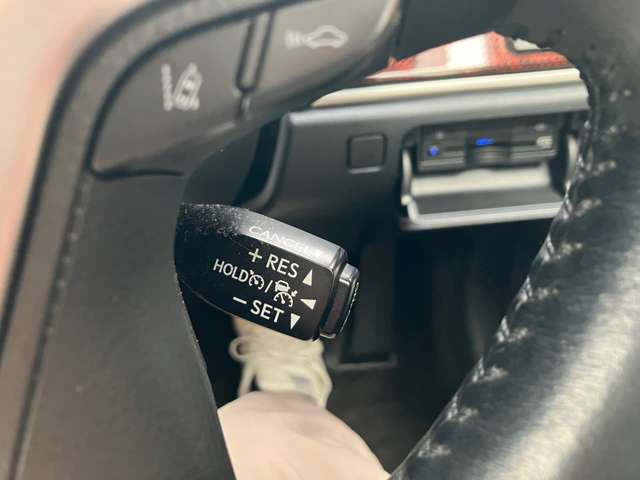 CANCEL
+ RES
HOLD /
- SET